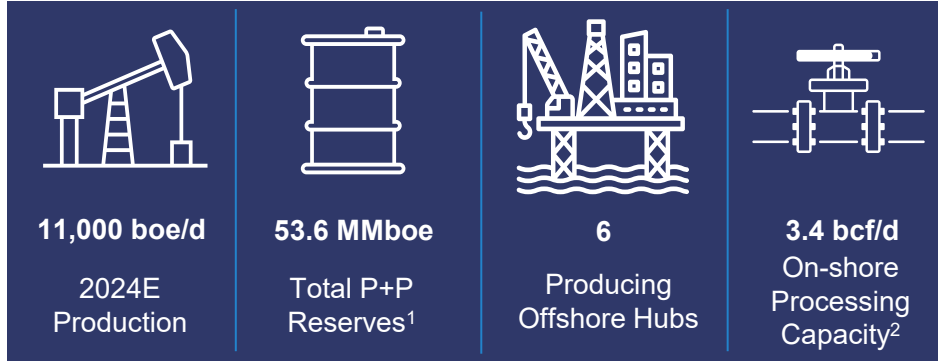 11,000 boe/d
2024E
Production
53.6 MMboe
Total P+P
Reserves¹
6
Producing
Offshore Hubs
3.4 bcf/d
On-shore
Processing
Capacity²